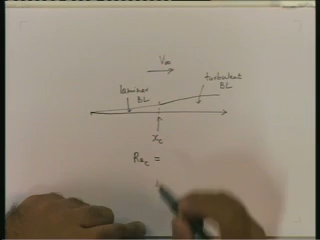 V∞
laminar turbulent
BL BL
x_c
Re_c =